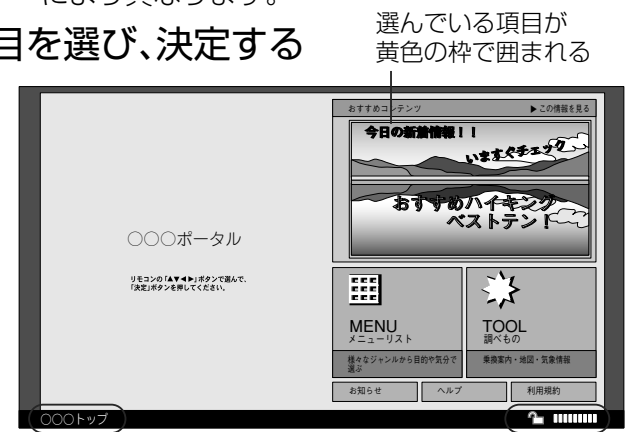 により異なります。
目を選び、決定する
選んでいる項目が
黄色の枠で囲まれる
おすすめコンテンツ ▶この情報を見る
今日の新着情報!!
いますぐチェック
おすすめハイキング
ベストテン!
○○○ポータル
リモコンの「▲▼◀▶」ボタンで選んで、
「決定」ボタンを押してください。
MENU
メニューリスト
様々なジャンルから目的や気分で
選ぶ
TOOL
調べもの
乗換案内・地図・気象情報
お知らせ ヘルプ 利用規約
○○○トップ